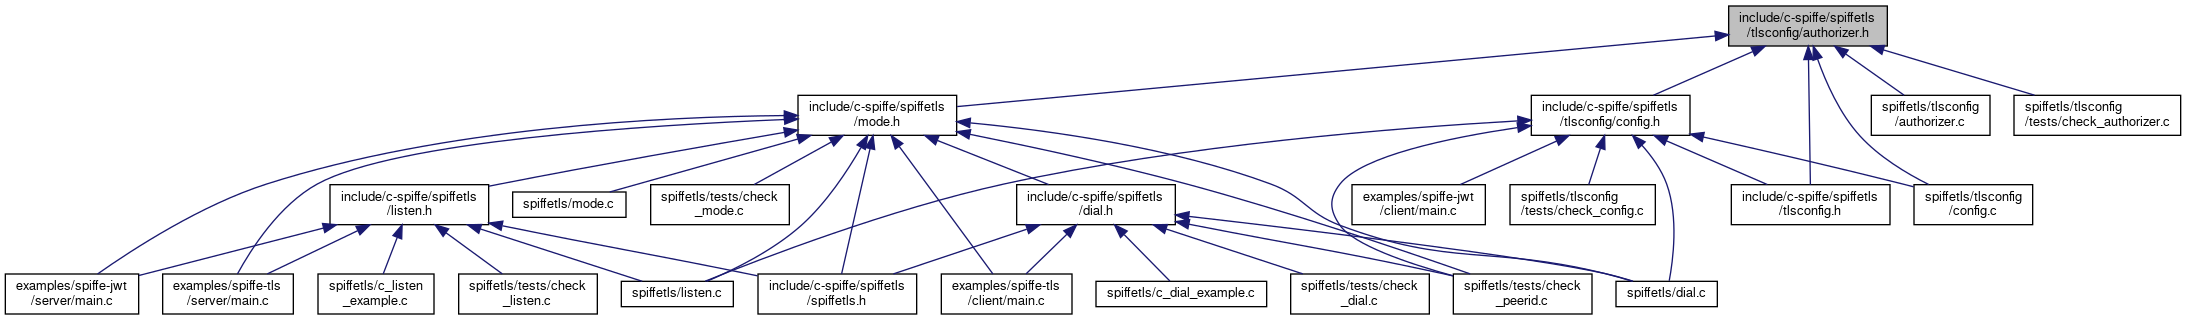 include/c-spiffe/spiffetls
/tlsconfig/authorizer.h
include/c-spiffe/spiffetls
/mode.h
include/c-spiffe/spiffetls
/tlsconfig/config.h
spiffetls/tlsconfig
/authorizer.c
spiffetls/tlsconfig
/tests/check_authorizer.c
include/c-spiffe/spiffetls
/listen.h
spiffetls/mode.c
spiffetls/tests/check
_mode.c
include/c-spiffe/spiffetls
/dial.h
examples/spiffe-jwt
/client/main.c
spiffetls/tlsconfig
/tests/check_config.c
include/c-spiffe/spiffetls
/tlsconfig.h
spiffetls/tlsconfig
/config.c
examples/spiffe-jwt
/server/main.c
examples/spiffe-tls
/server/main.c
spiffetls/c_listen
_example.c
spiffetls/tests/check
_listen.c
spiffetls/listen.c
include/c-spiffe/spiffetls
/spiffetls.h
examples/spiffe-tls
/client/main.c
spiffetls/c_dial_example.c
spiffetls/tests/check
_dial.c
spiffetls/tests/check
_peerid.c
spiffetls/dial.c